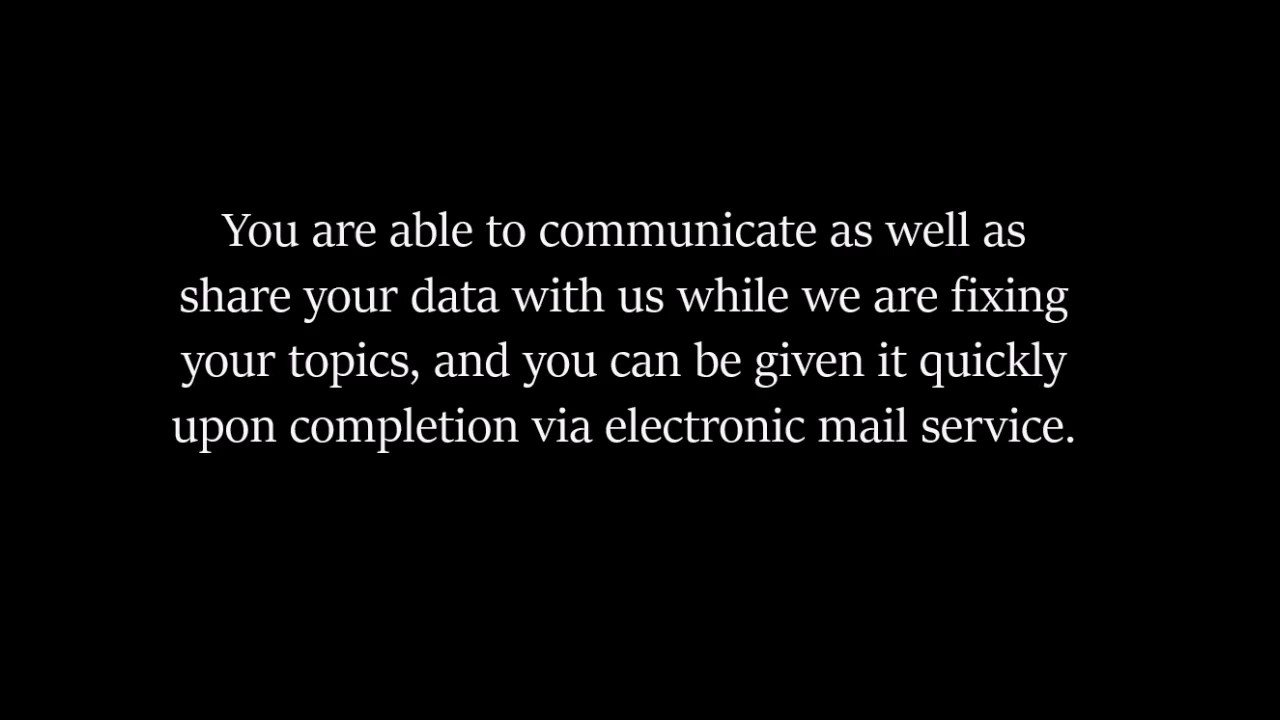 You are able to communicate as well as
share your data with us while we are fixing
your topics, and you can be given it quickly
upon completion via electronic mail service.